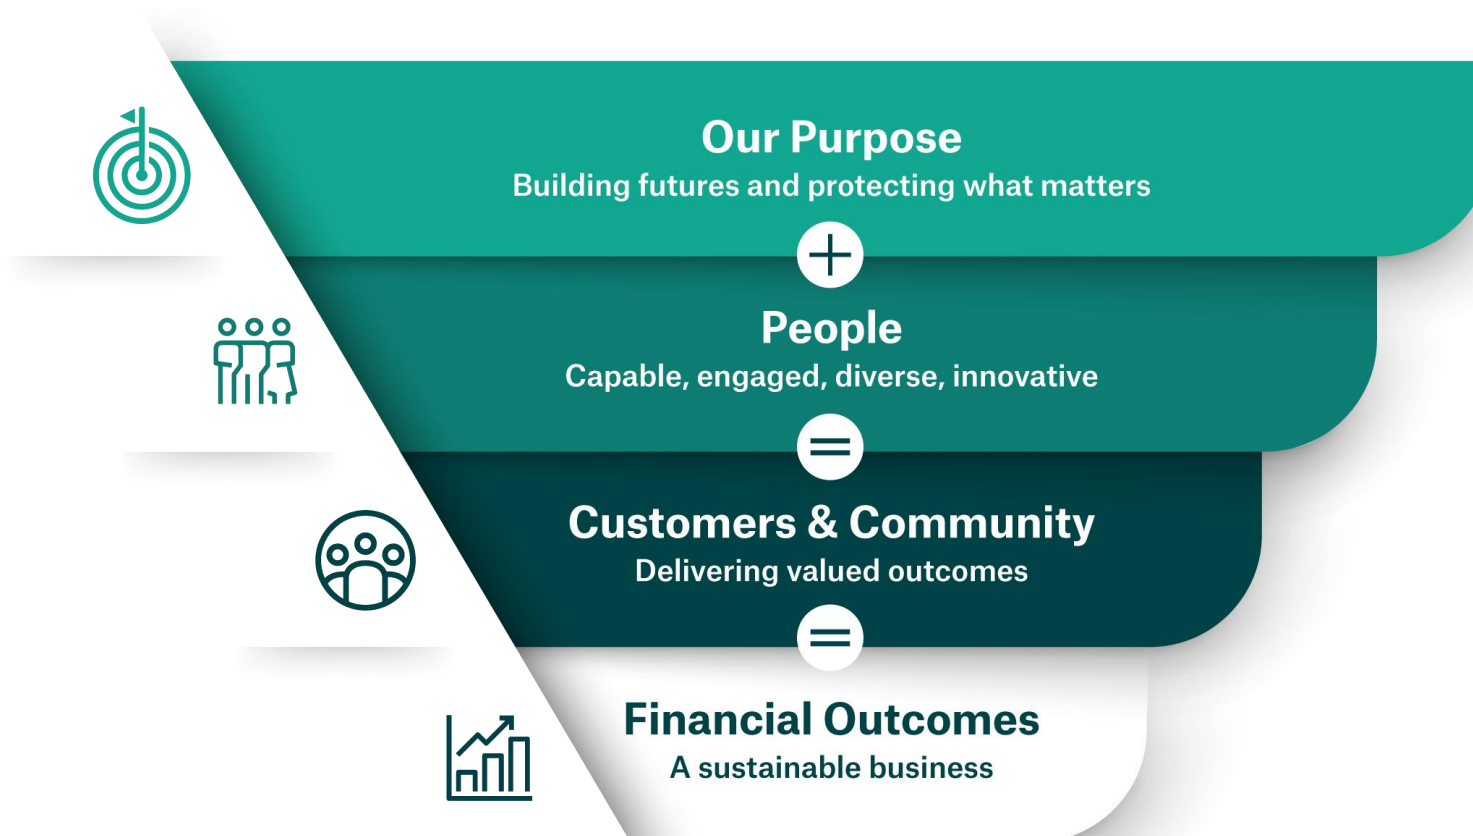 Our Purpose
Building futures and protecting what matters
+
People
Capable, engaged, diverse, innovative
=
Customers & Community
Delivering valued outcomes
=
Financial Outcomes
A sustainable business